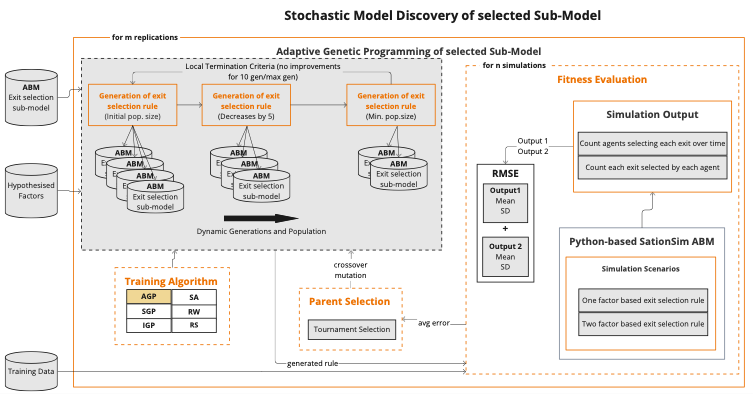 Stochastic Model Discovery of selected Sub-Model
for m replications
Adaptive Genetic Programming of selected Sub-Model
Local Termination Criteria (no improvements
for 10 gen/max gen)
for n simulations
Fitness Evaluation
ABM
Exit selection
sub-model
Generation of exit
selection rule
(Initial pop. size)
Generation of exit
selection rule
(Decreases by 5)
Generation of exit
selection rule
(Min. pop.size)
Simulation Output
Count agents selecting each exit over time
Count each exit selected by each agent
Output 1
Output 2
ABM
ABM
ABM
ABM
Exit selection
sub-model
ABM
ABM
ABM
Exit selection
sub-model
ABM
ABM
Exit selection
sub-model
RMSE
Output1
Mean
SD
+
Output 2
Mean
SD
Hypothesised
Factors
Dynamic Generations and Population
Python-based SationSim ABM
Simulation Scenarios
One factor based exit selection rule
Two factor based exit selection rule
Training Algorithm
AGP
SA
SGP
RW
IGP
RS
crossover
mutation
Parent Selection
Tournament Selection
avg error
generated rule
Training Data